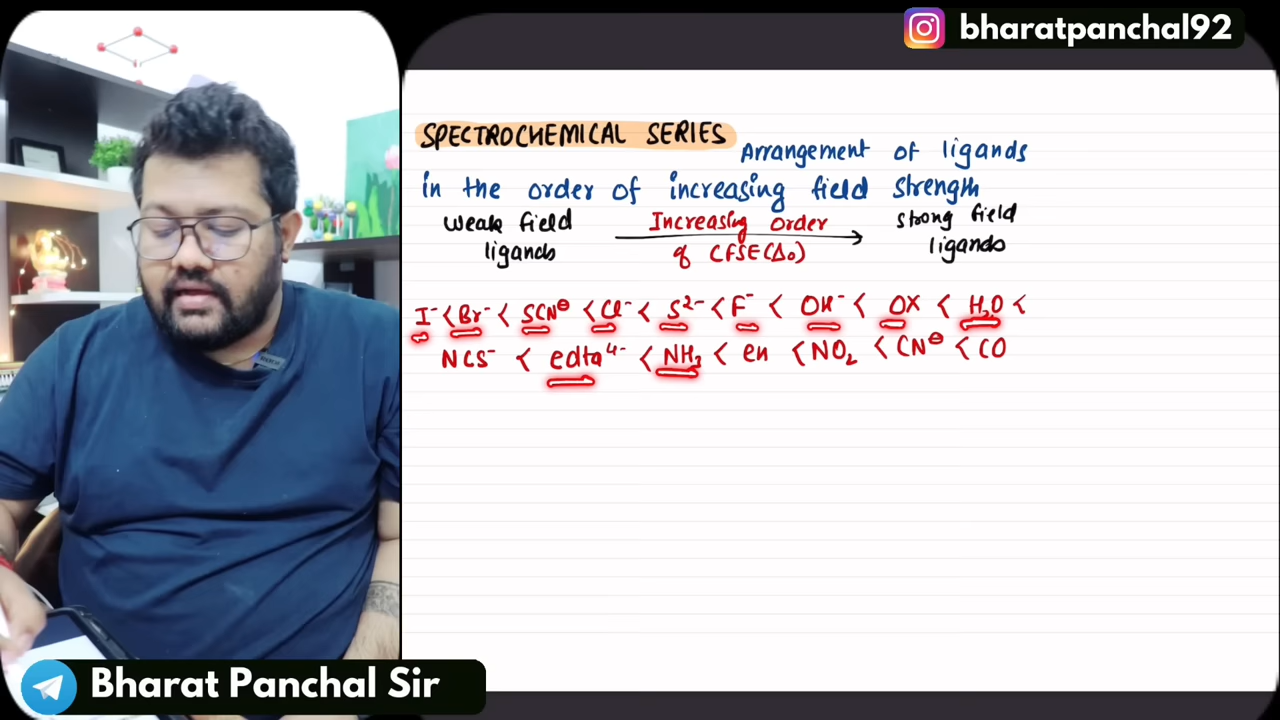 bharatpanchal92
SPECTROCHEMICAL SERIES Arrangement of ligands
in the order of increasing field strength
weak field ligands
Increasing order of CFSE(Δo)
strong field ligands
I⁻ < Br⁻ < SCN⊖ < Cl⁻ < S²⁻ < F⁻ < OH⁻ < OX < H₂O <
NCS⁻ < edta⁴⁻ < NH₃ < en < NO₂ < CN⊖ < CO
Bharat Panchal Sir